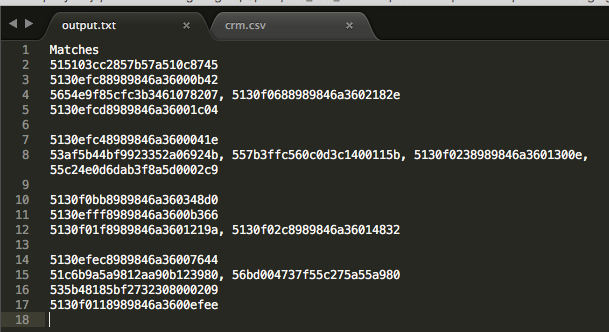 output.txt × crm.csv ×
1 Matches
2 515103cc2857b57a510c8745
3 5130efc88989846a36000b42
4 5654e9f85cfc3b3461078207, 5130f0688989846a3602182e
5 5130efcd8989846a36001c04
6
7 5130efc48989846a3600041e
8 53af5b44bf9923352a06924b, 557b3ffc560c0d3c1400115b, 5130f0238989846a3601300e,
55c24e0d6dab3f8a5d0002c9
9
10 5130f0bb8989846a360348d0
11 5130efff8989846a3600b366
12 5130f01f8989846a3601219a, 5130f02c8989846a36014832
13
14 5130efec8989846a36007644
15 51c6b9a5a9812aa90b123980, 56bd004737f55c275a55a980
16 535b48185bf2732308000209
17 5130f0118989846a3600efee
18